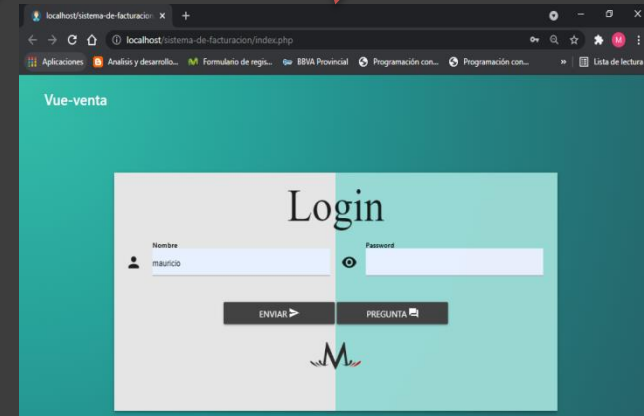 localhost/sistema-de-facturacion
localhost/sistema-de-facturacion/index.php
M
Aplicaciones Analisis y desarrollo... Formulario de regis... BBVA Provincial Programación con... Programación con... » Lista de lectura
Vue-venta
Login
Nombre Password
mauricio
ENVIAR PREGUNTA
M